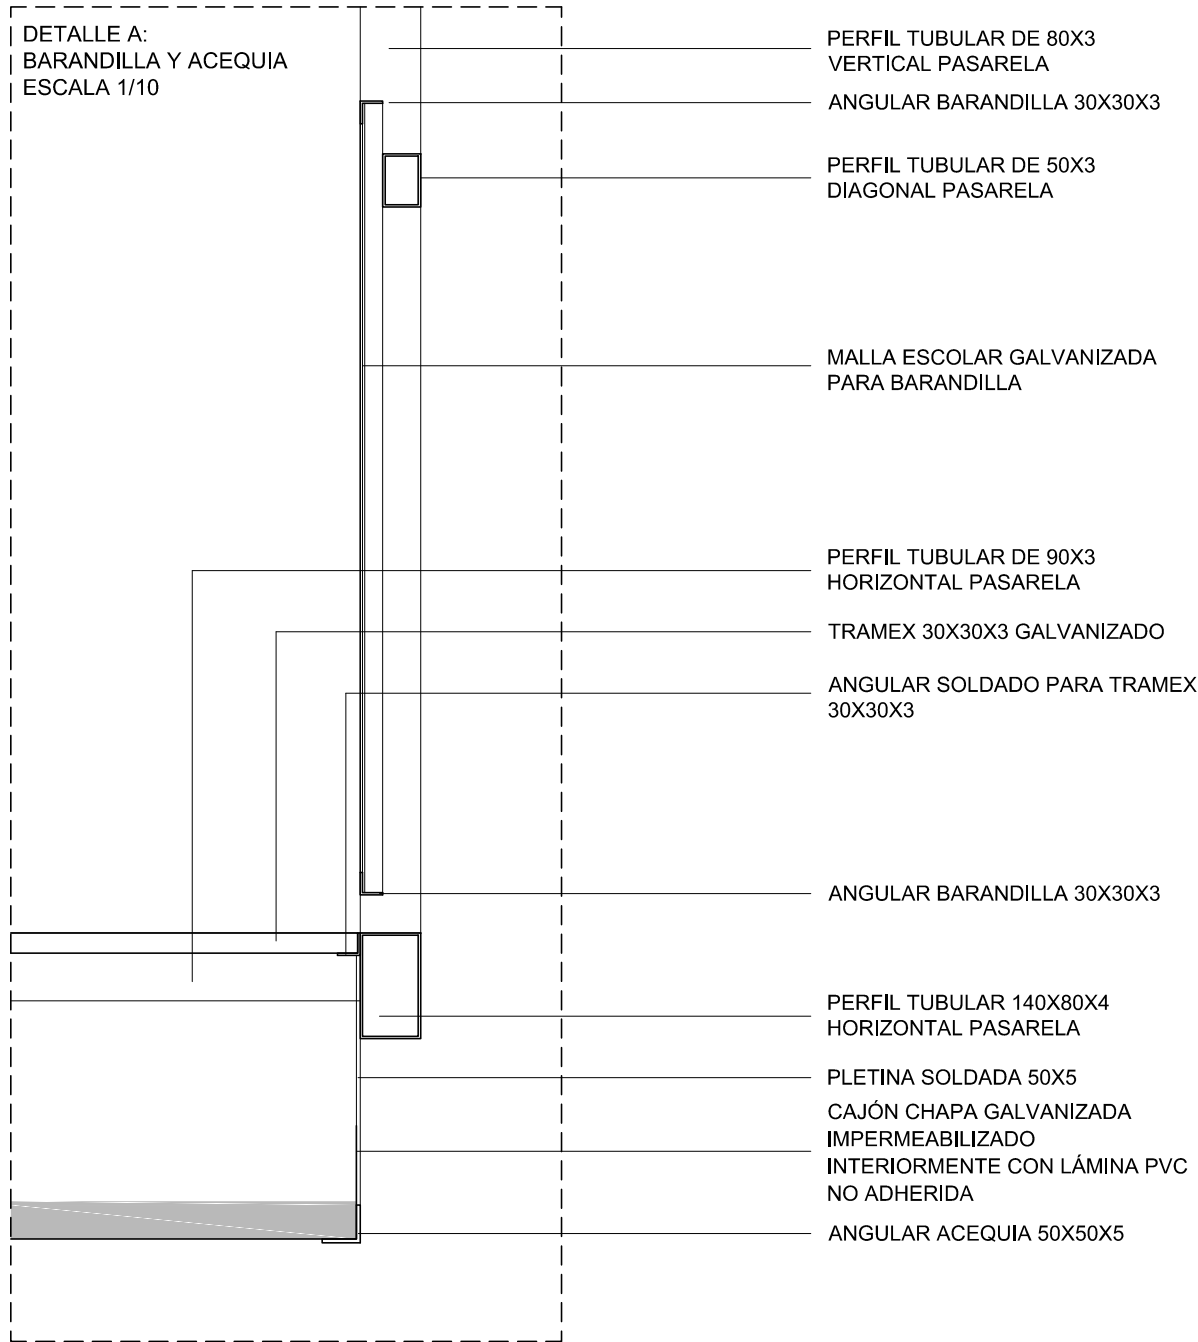 DETALLE A:
BARANDILLA Y ACEQUIA
ESCALA 1/10
PERFIL TUBULAR DE 80X3
VERTICAL PASARELA
ANGULAR BARANDILLA 30X30X3
PERFIL TUBULAR DE 50X3
DIAGONAL PASARELA
MALLA ESCOLAR GALVANIZADA
PARA BARANDILLA
PERFIL TUBULAR DE 90X3
HORIZONTAL PASARELA
TRAMEX 30X30X3 GALVANIZADO
ANGULAR SOLDADO PARA TRAMEX
30X30X3
ANGULAR BARANDILLA 30X30X3
PERFIL TUBULAR 140X80X4
HORIZONTAL PASARELA
PLETINA SOLDADA 50X5
CAJÓN CHAPA GALVANIZADA
IMPERMEABILIZADO
INTERIORMENTE CON LÁMINA PVC
NO ADHERIDA
ANGULAR ACEQUIA 50X50X5